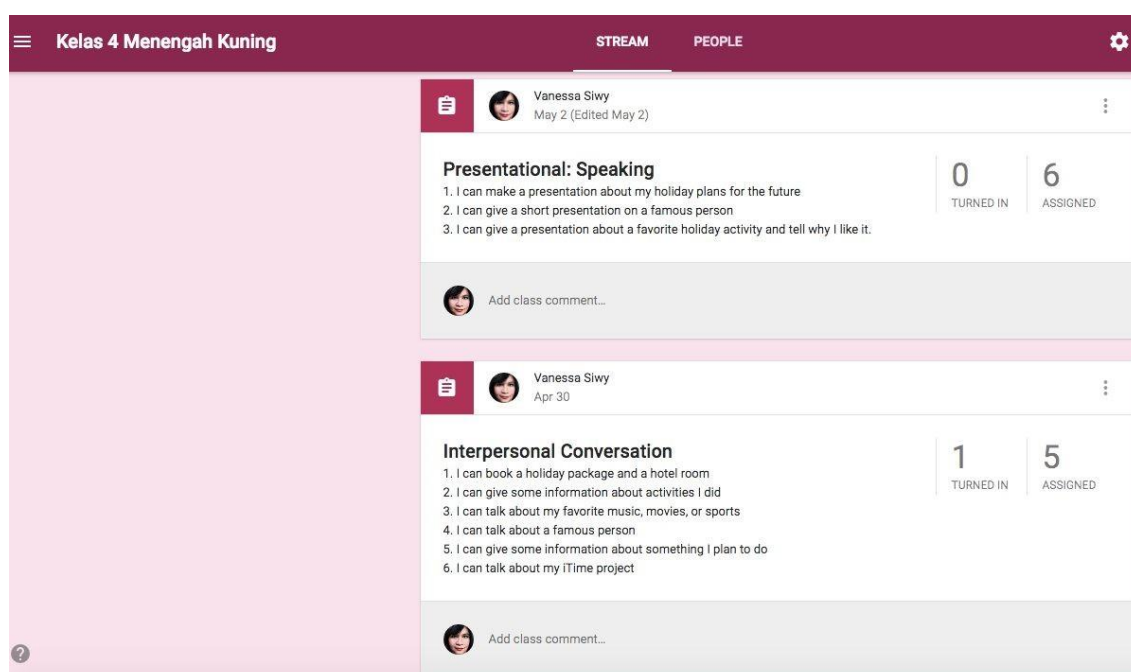 Kelas 4 Menengah Kuning
STREAM
PEOPLE
Vanessa Siwy
May 2 (Edited May 2)
Presentational: Speaking
1. I can make a presentation about my holiday plans for the future
2. I can give a short presentation on a famous person
3. I can give a presentation about a favorite holiday activity and tell why I like it.
0
TURNED IN
6
ASSIGNED
Add class comment...
Vanessa Siwy
Apr 30
Interpersonal Conversation
1. I can book a holiday package and a hotel room
2. I can give some information about activities I did
3. I can talk about my favorite music, movies, or sports
4. I can talk about a famous person
5. I can give some information about something I plan to do
6. I can talk about my iTime project
1
TURNED IN
5
ASSIGNED
Add class comment...
?